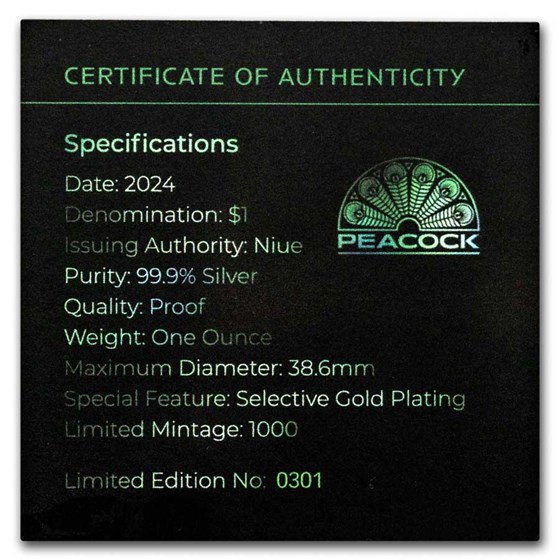 CERTIFICATE OF AUTHENTICITY
Specifications
Date: 2024
Denomination: $1
Issuing Authority: Niue
PEACOCK
Purity: 99.9% Silver
Quality: Proof
Weight: One Ounce
Maximum Diameter: 38.6mm
Special Feature: Selective Gold Plating
Limited Mintage: 1000
Limited Edition No: 0301